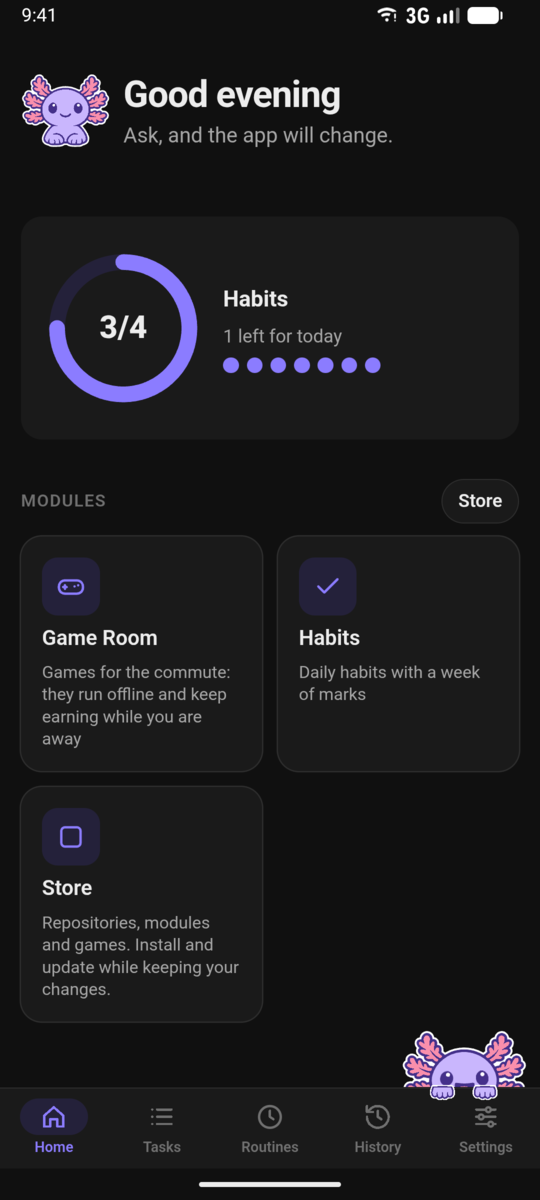 9:41
3G
Good evening
Ask, and the app will change.
3/4
Habits
1 left for today
MODULES
Store
Game Room
Games for the commute:
they run offline and keep
earning while you are
away
Habits
Daily habits with a week
of marks
Store
Repositories, modules
and games. Install and
update while keeping your
changes.
Home
Tasks
Routines
History
Settings